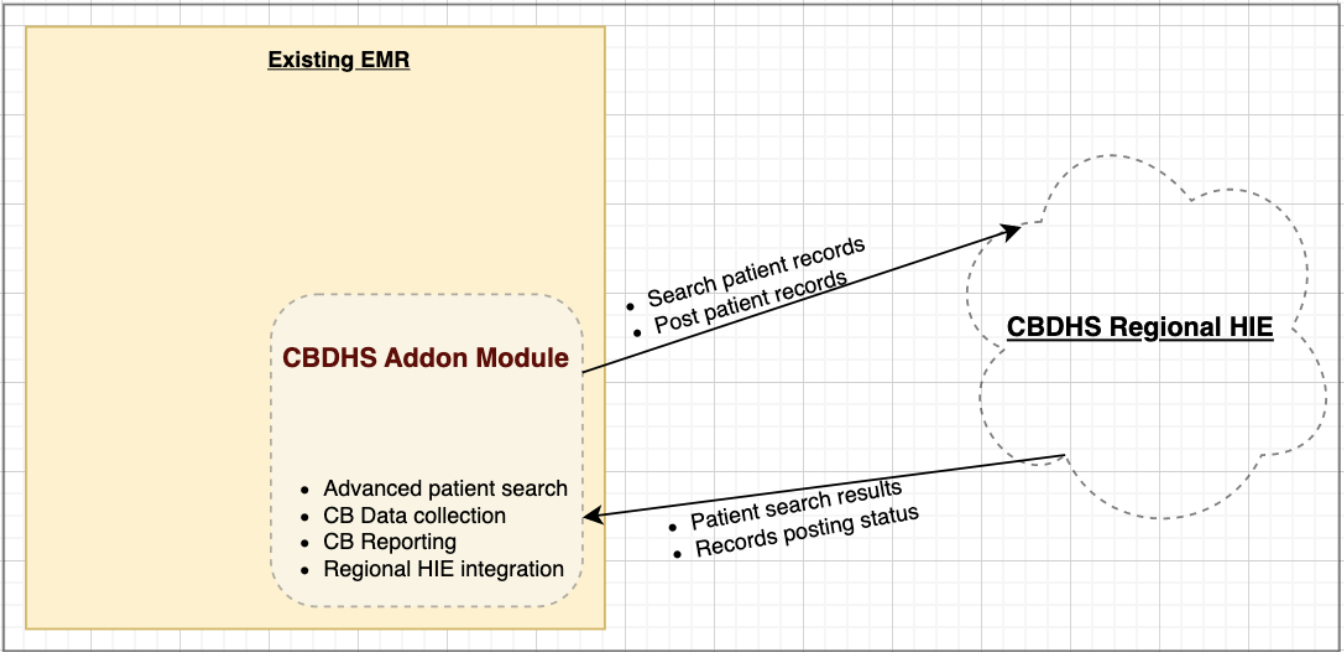 Existing EMR
CBDHS Addon Module
• Advanced patient search
• CB Data collection
• CB Reporting
• Regional HIE integration
• Search patient records
• Post patient records
CBDHS Regional HIE
• Patient search results
• Records posting status